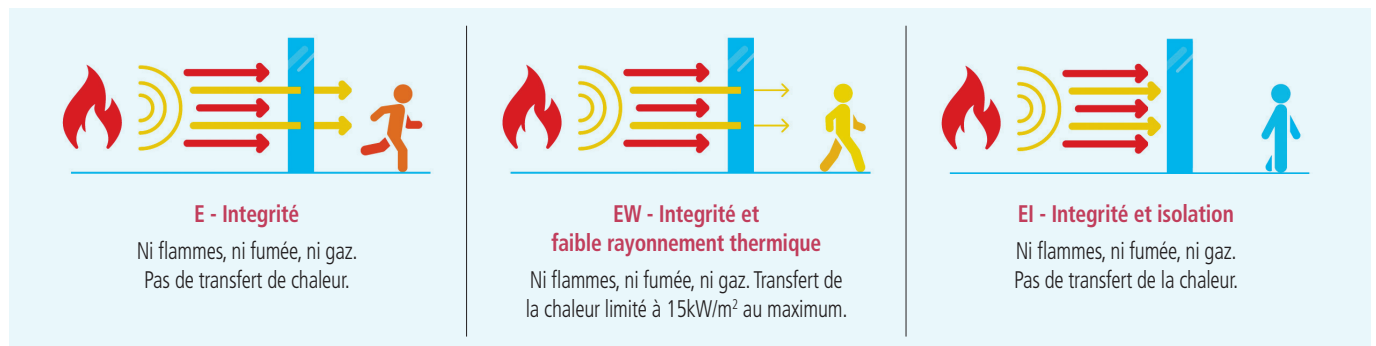 E - Integrité
Ni flammes, ni fumée, ni gaz.
Pas de transfert de chaleur.
EW - Integrité et
faible rayonnement thermique
Ni flammes, ni fumée, ni gaz. Transfert de
la chaleur limité à 15kW/m² au maximum.
EI - Integrité et isolation
Ni flammes, ni fumée, ni gaz.
Pas de transfert de la chaleur.